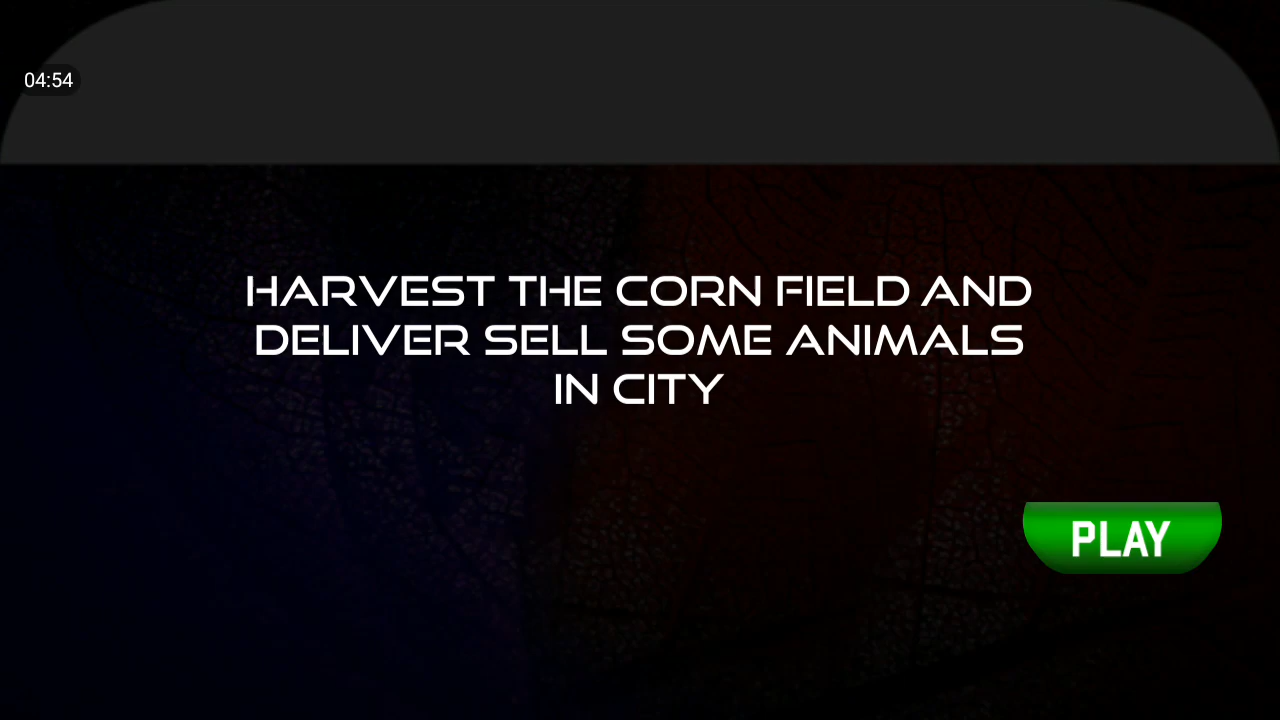 04:54
HARVEST THE CORN FIELD AND
DELIVER SELL SOME ANIMALS
IN CITY
PLAY